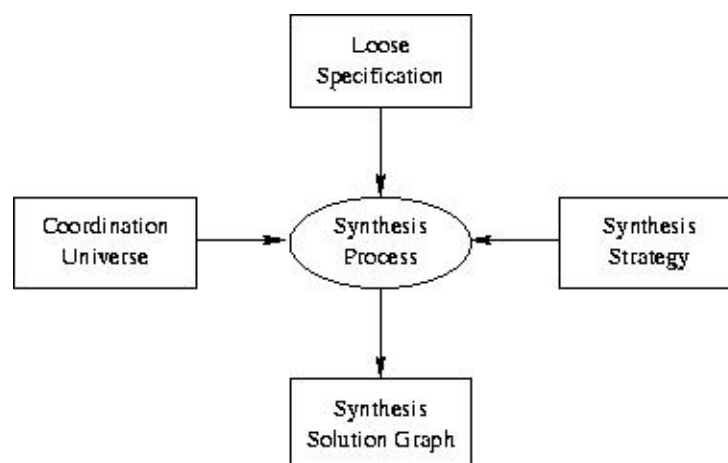 Loose
Specification
Coordination
Universe
Synthesis
Process
Synthesis
Strategy
Synthesis
Solution Graph